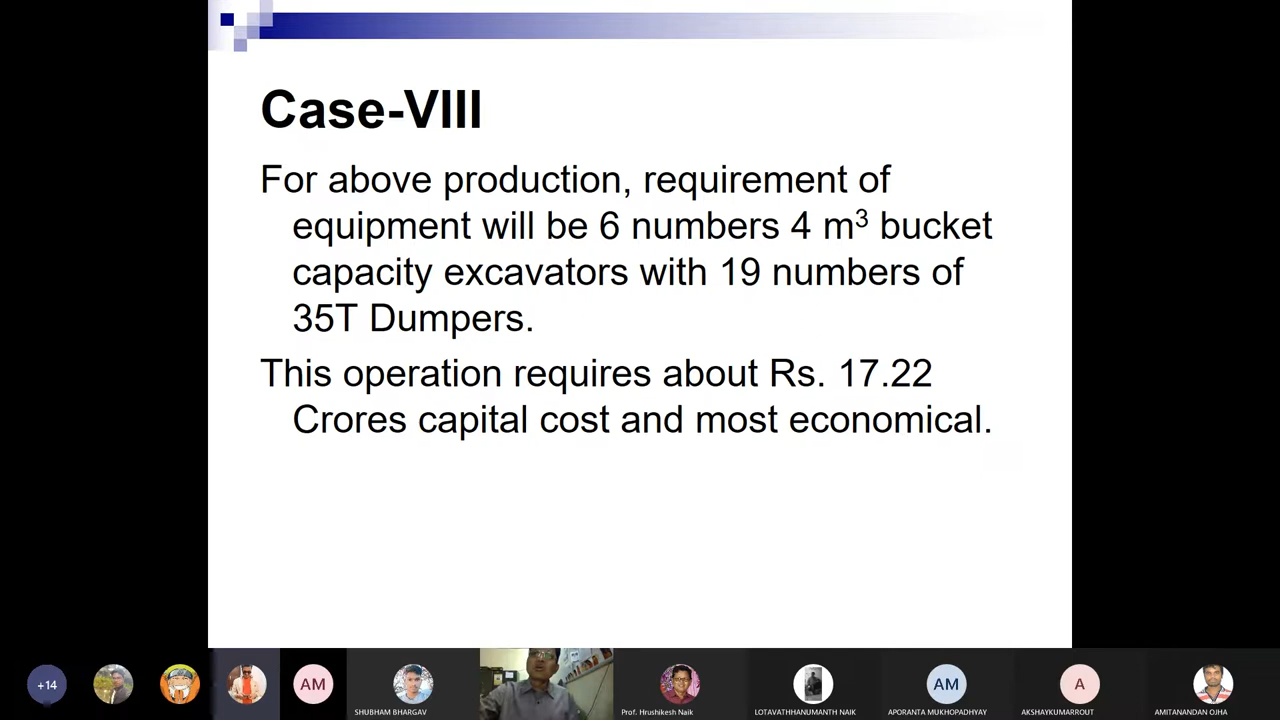 Case-VIII
For above production, requirement of
equipment will be 6 numbers 4 m³ bucket
capacity excavators with 19 numbers of
35T Dumpers.
This operation requires about Rs. 17.22
Crores capital cost and most economical.
+14
AM
SHUBHAM BHARGAV
Prof. Hrushikesh Naik
LOTAVATHHANUMANTH NAIK
AM
APORANTA MUKHOPADHYAY
A
AKSHAYKUMARROUT
AMITANANDAN OJHA